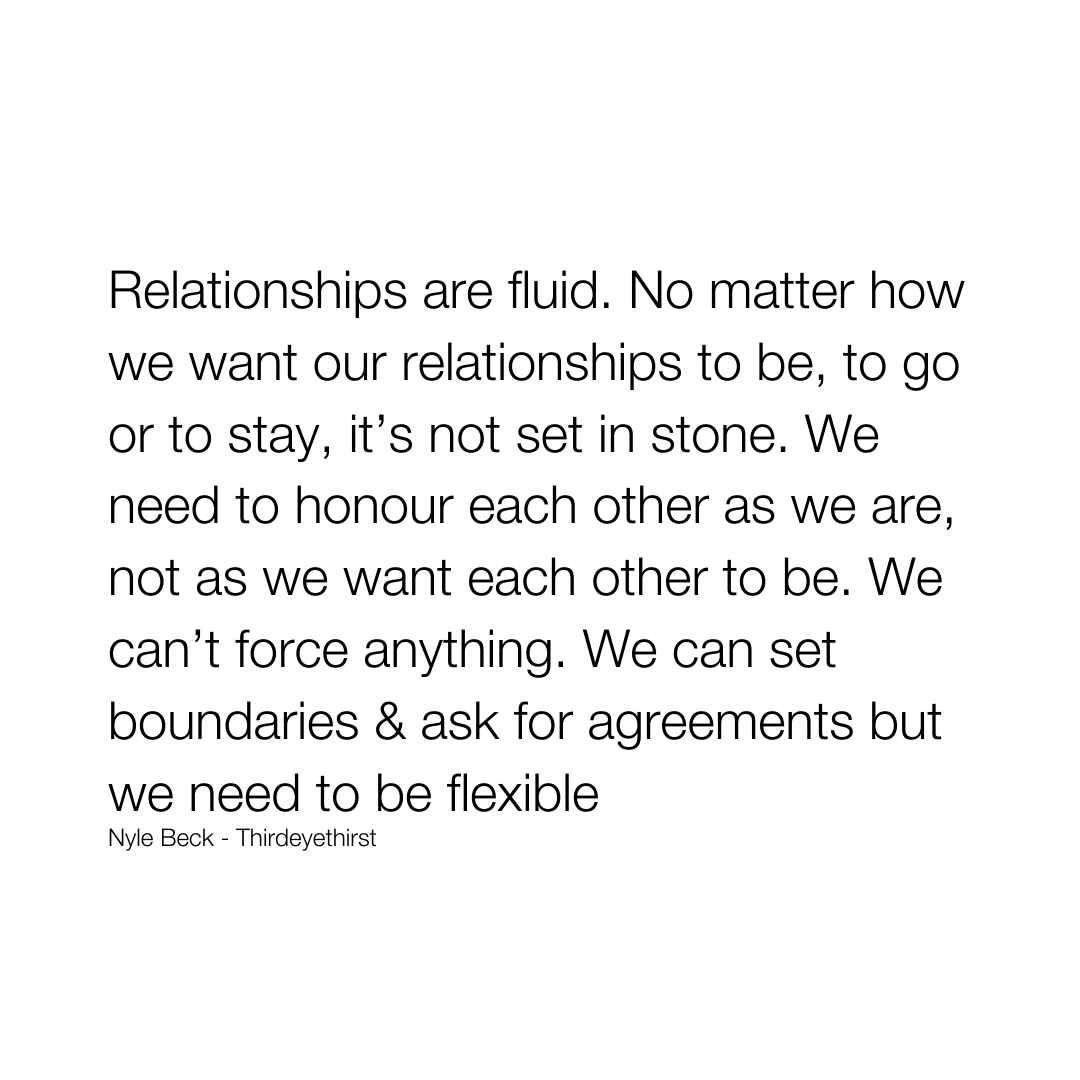 Relationships are fluid. No matter how
we want our relationships to be, to go
or to stay, it’s not set in stone. We
need to honour each other as we are,
not as we want each other to be. We
can’t force anything. We can set
boundaries & ask for agreements but
we need to be flexible
Nyle Beck - Thirdeyethirst